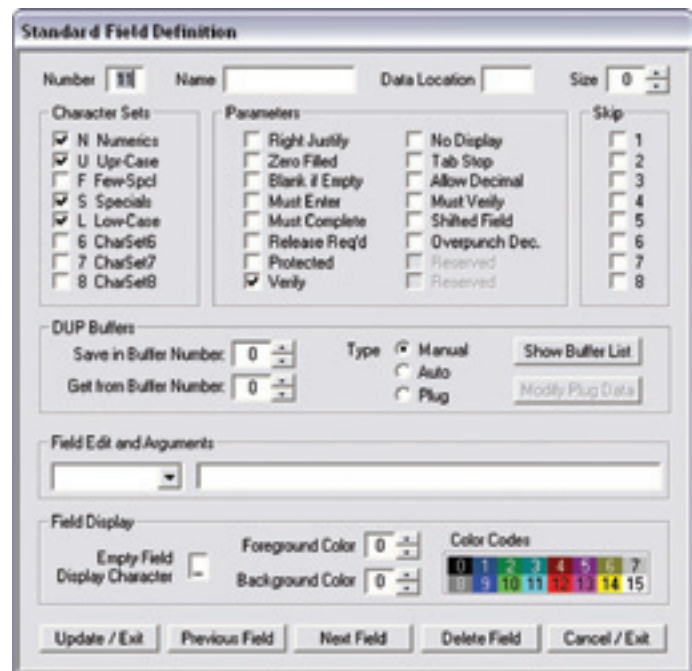 Standard Field Definition
Number 11 Name Data Location Size 0
Character Sets
N Numerics
U Upr-Case
F Few-Spcl
S Specials
L Low-Case
6 CharSet6
7 CharSet7
8 CharSet8
Parameters
Right Justify
Zero Filled
Blank if Empty
Must Enter
Must Complete
Release Req'd
Protected
Verify
No Display
Tab Stop
Allow Decimal
Must Verify
Shifted Field
Overpunch Dec.
Reserved
Reserved
Skip
1
2
3
4
5
6
7
8
DUP Buffers
Save in Buffer Number: 0
Get from Buffer Number: 0
Type Manual
Auto
Plug
Show Buffer List
Modify Plug Data
Field Edit and Arguments
Field Display
Empty Field
Display Character _
Foreground Color 0
Background Color 0
Color Codes
0 1 2 3 4 5 6 7
8 9 10 11 12 13 14 15
Update / Exit Previous Field Next Field Delete Field Cancel / Exit